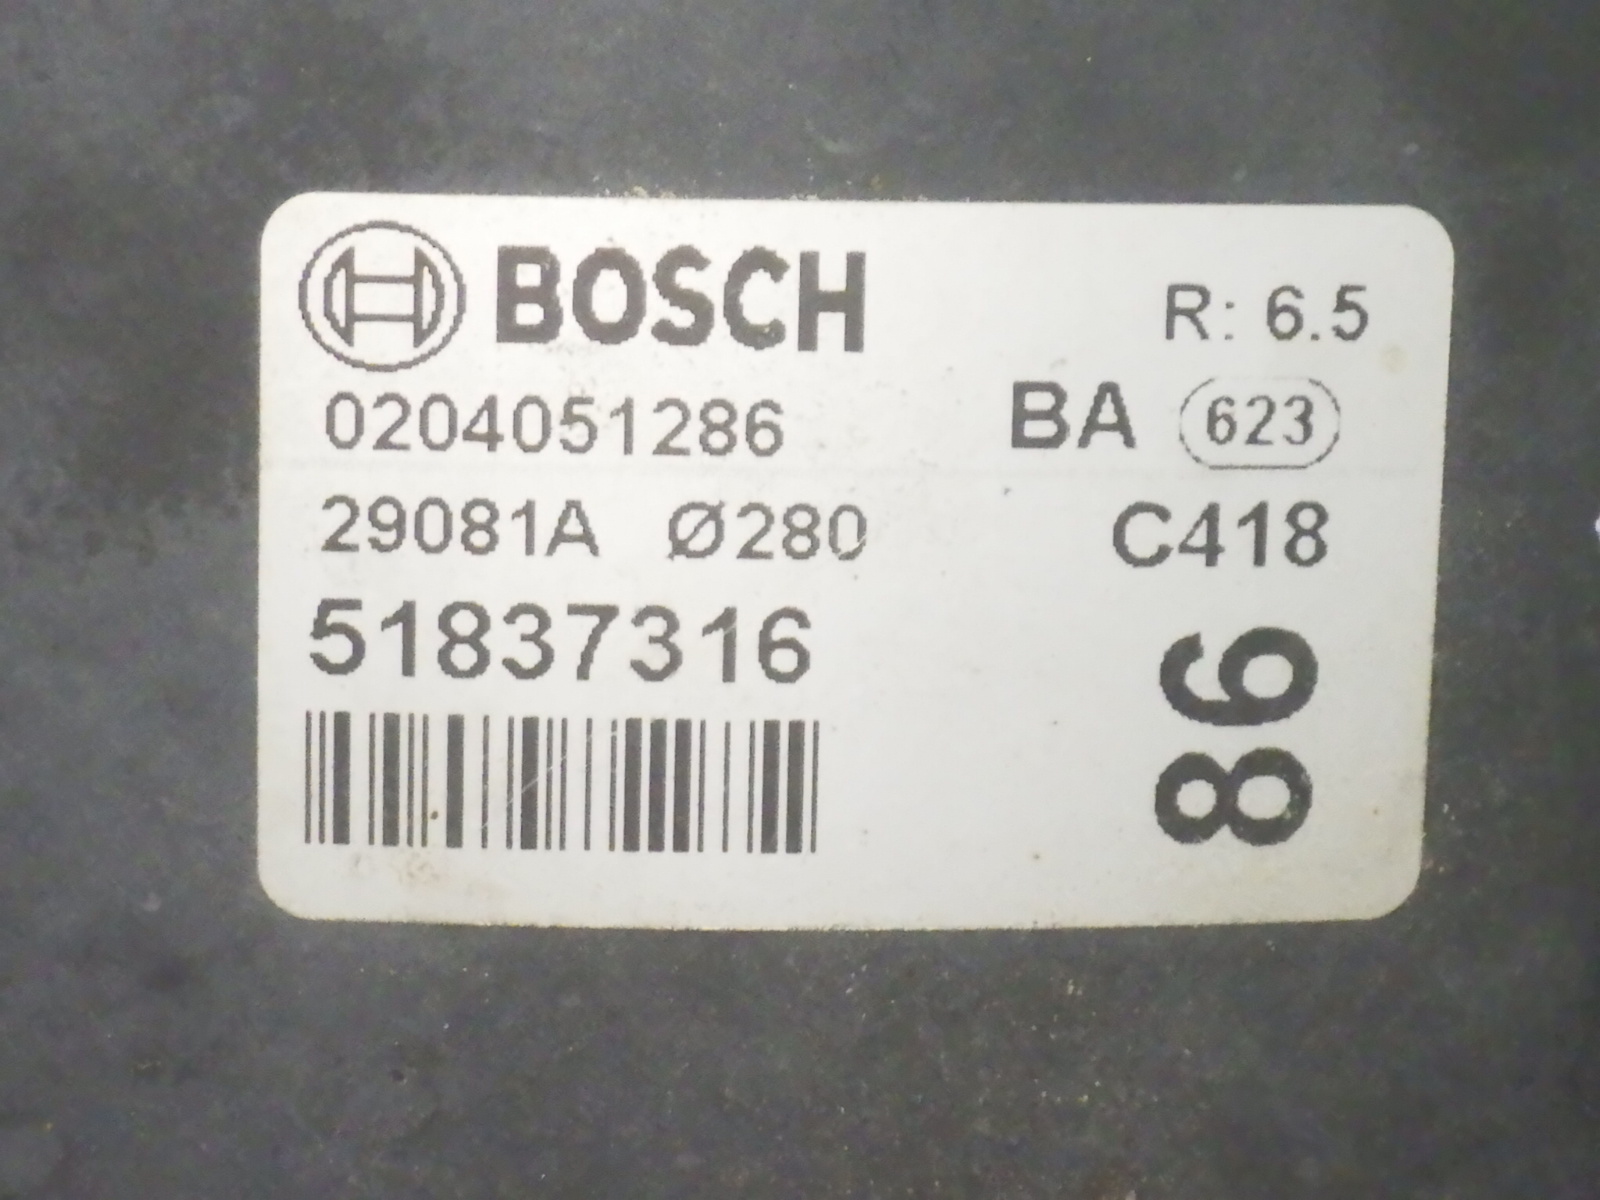 BOSCH
R: 6.5
0204051286
BA 623
29081A Ø280
C418
51837316
86